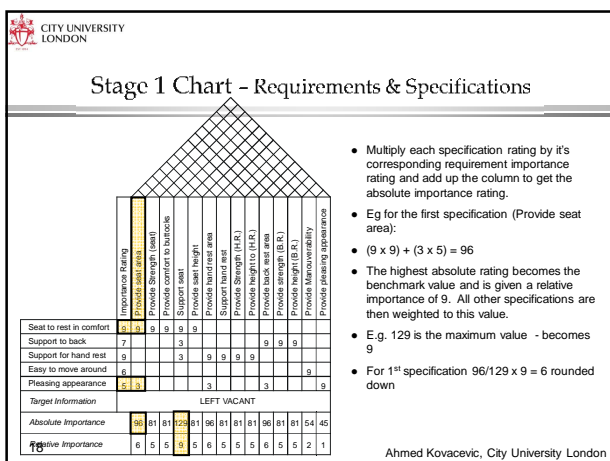 CITY UNIVERSITY
LONDON
Stage 1 Chart – Requirements & Specifications
Importance Rating
Provide seat area
Provide Strength (seat)
Provide comfort to buttocks
Support seat
Provide saet height
Provide hand rest area
Support hand rest
Provide Strength (H.R.)
Provide height to (H.R.)
Provide back rest area
Provide strength (B.R.)
Provide height (B.R.)
Provide Manouverability
Provide pleasing appearance
Seat to rest in comfort 9 9 9 9 9 9
Support to back 7 3 9 9 9
Support for hand rest 9 3 9 9 9 9
Easy to move around 6 9
Pleasing appearance 5 3 3 3 9
Target Information LEFT VACANT
Absolute Importance 96 81 81 129 81 96 81 81 81 96 81 81 54 45
Relative Importance 6 5 5 9 5 6 5 5 5 6 5 5 2 1
18
● Multiply each specification rating by it's
corresponding requirement importance
rating and add up the column to get the
absolute importance rating.
● Eg for the first specification (Provide seat
area):
● (9 x 9) + (3 x 5) = 96
● The highest absolute rating becomes the
benchmark value and is given a relative
importance of 9. All other specifications are
then weighted to this value.
● E.g. 129 is the maximum value - becomes
9
● For 1st specification 96/129 x 9 = 6 rounded
down
Ahmed Kovacevic, City University London